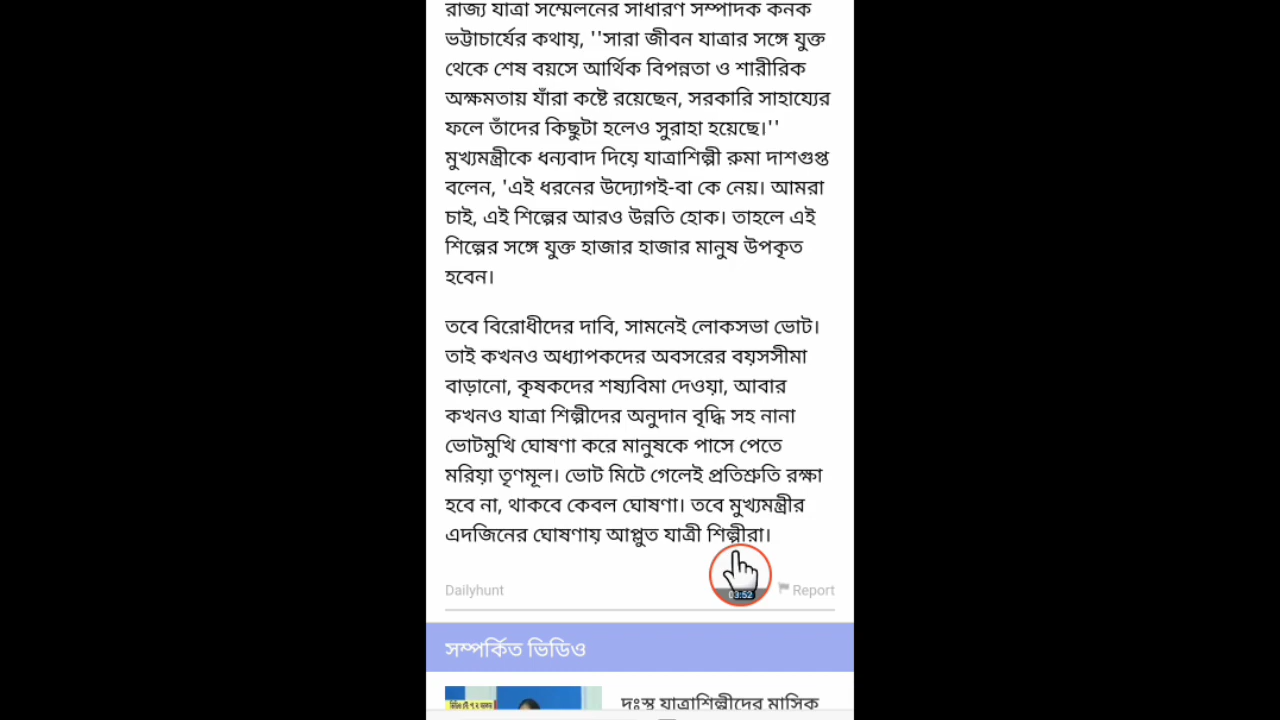 রাজ্য যাত্রা সম্মেলনের সাধারণ সম্পাদক কনক
ভট্টাচার্যের কথায়, ''সারা জীবন যাত্রার সঙ্গে যুক্ত
থেকে শেষ বয়সে আর্থিক বিপন্নতা ও শারীরিক
অক্ষমতায় যাঁরা কষ্টে রয়েছেন, সরকারি সাহায্যের
ফলে তাঁদের কিছুটা হলেও সুরাহা হয়েছে।''
মুখ্যমন্ত্রীকে ধন্যবাদ দিয়ে যাত্রাশিল্পী রুমা দাশগুপ্ত
বলেন, 'এই ধরনের উদ্যোগই-বা কে নেয়। আমরা
চাই, এই শিল্পের আরও উন্নতি হোক। তাহলে এই
শিল্পের সঙ্গে যুক্ত হাজার হাজার মানুষ উপকৃত
হবেন।
তবে বিরোধীদের দাবি, সামনেই লোকসভা ভোট।
তাই কখনও অধ্যাপকদের অবসরের বয়সসীমা
বাড়ানো, কৃষকদের শষ্যবিমা দেওয়া, আবার
কখনও যাত্রা শিল্পীদের অনুদান বৃদ্ধি সহ নানা
ভোটমুখি ঘোষণা করে মানুষকে পাসে পেতে
মরিয়া তৃণমূল। ভোট মিটে গেলেই প্রতিশ্রুতি রক্ষা
হবে না, থাকবে কেবল ঘোষণা। তবে মুখ্যমন্ত্রীর
এদজিনের ঘোষণায় আপ্লুত যাত্রী শিল্পীরা।
Dailyhunt
03:52
Report
সম্পর্কিত ভিডিও
দুঃস্থ যাত্রাশিল্পীদের মাসিক